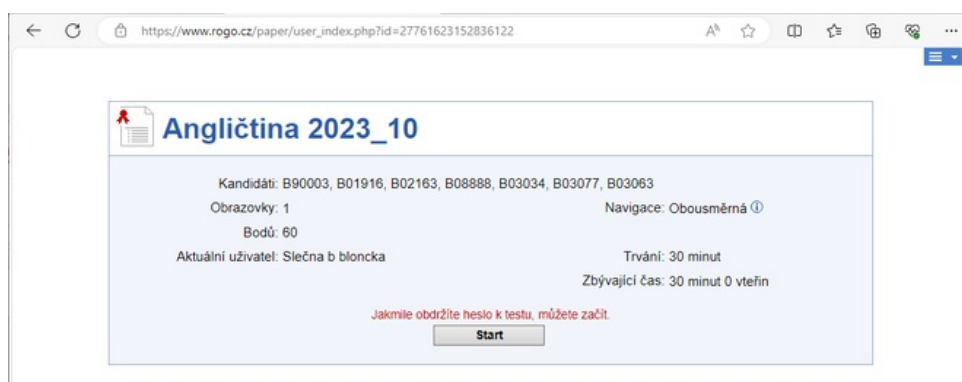 https://www.rogo.cz/paper/user_index.php?id=27761623152836122
Angličtina 2023_10
Kandidáti: B90003, B01916, B02163, B08888, B03034, B03077, B03063
Obrazovky: 1
Navigace: Obousměrná
Bodů: 60
Aktuální uživatel: Slečna b bloncka
Trvání: 30 minut
Zbývající čas: 30 minut 0 vteřin
Jakmile obdržíte heslo k testu, můžete začít.
Start